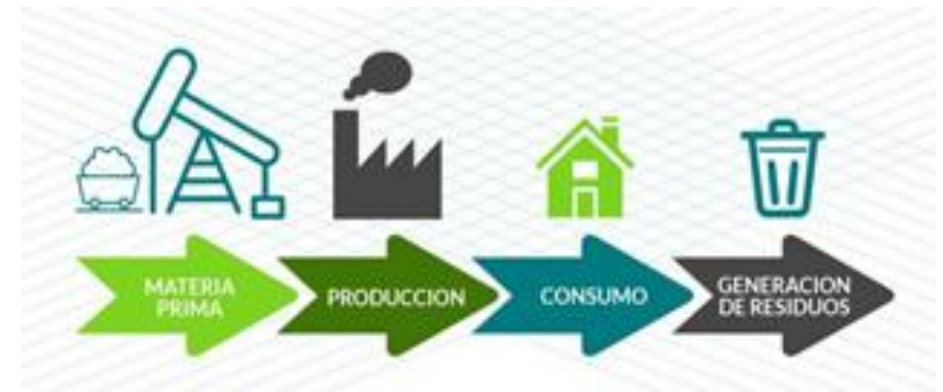 MATERIA
PRIMA
PRODUCCION
CONSUMO
GENERACION
DE RESIDUOS